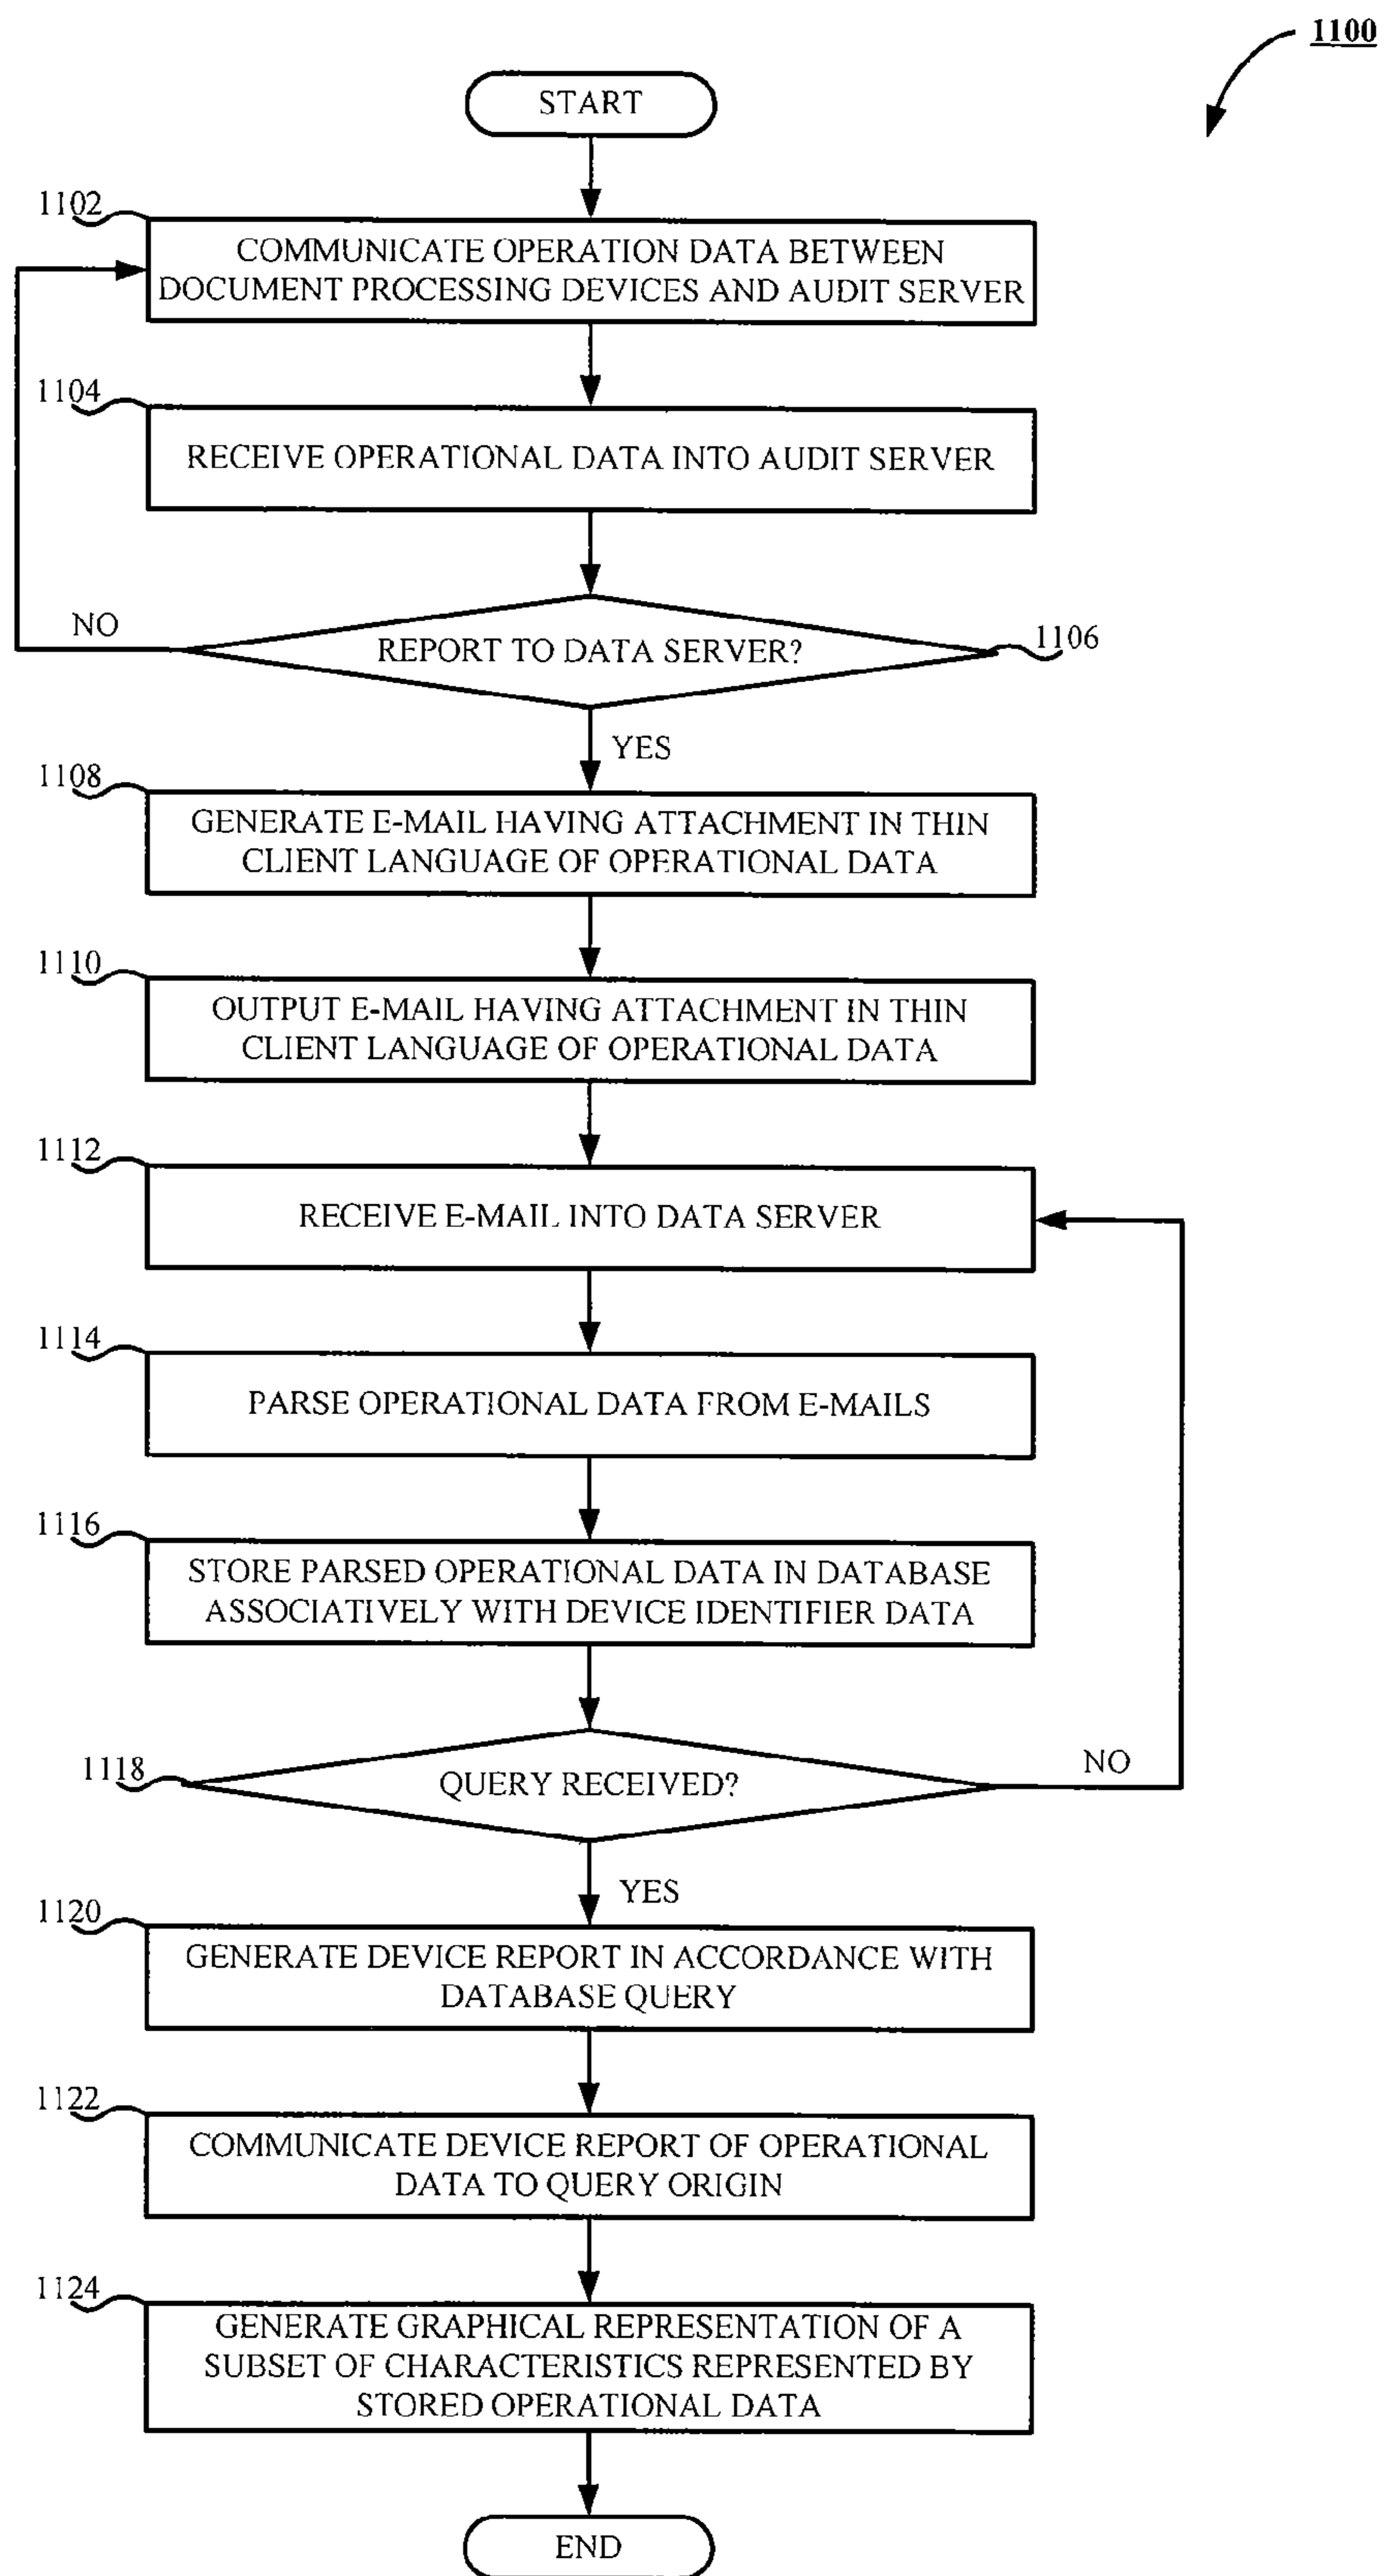 1100
START
1102
COMMUNICATE OPERATION DATA BETWEEN
DOCUMENT PROCESSING DEVICES AND AUDIT SERVER
1104
RECEIVE OPERATIONAL DATA INTO AUDIT SERVER
NO
REPORT TO DATA SERVER?
1106
YES
1108
GENERATE E-MAIL HAVING ATTACHMENT IN THIN
CLIENT LANGUAGE OF OPERATIONAL DATA
1110
OUTPUT E-MAIL HAVING ATTACHMENT IN THIN
CLIENT LANGUAGE OF OPERATIONAL DATA
1112
RECEIVE E-MAIL INTO DATA SERVER
1114
PARSE OPERATIONAL DATA FROM E-MAILS
1116
STORE PARSED OPERATIONAL DATA IN DATABASE
ASSOCIATIVELY WITH DEVICE IDENTIFIER DATA
1118
QUERY RECEIVED?
NO
YES
1120
GENERATE DEVICE REPORT IN ACCORDANCE WITH
DATABASE QUERY
1122
COMMUNICATE DEVICE REPORT OF OPERATIONAL
DATA TO QUERY ORIGIN
1124
GENERATE GRAPHICAL REPRESENTATION OF A
SUBSET OF CHARACTERISTICS REPRESENTED BY
STORED OPERATIONAL DATA
END